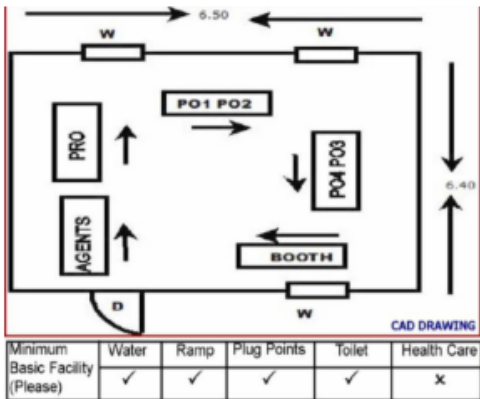 6.50
W
W
PO1 PO2
PRO
PO4 PO3
6.40
AGENTS
BOOTH
D
W
CAD DRAWING
Minimum Basic Facility (Please)
Water
Ramp
Plug Points
Toilet
Health Care
✓
✓
✓
✓
x